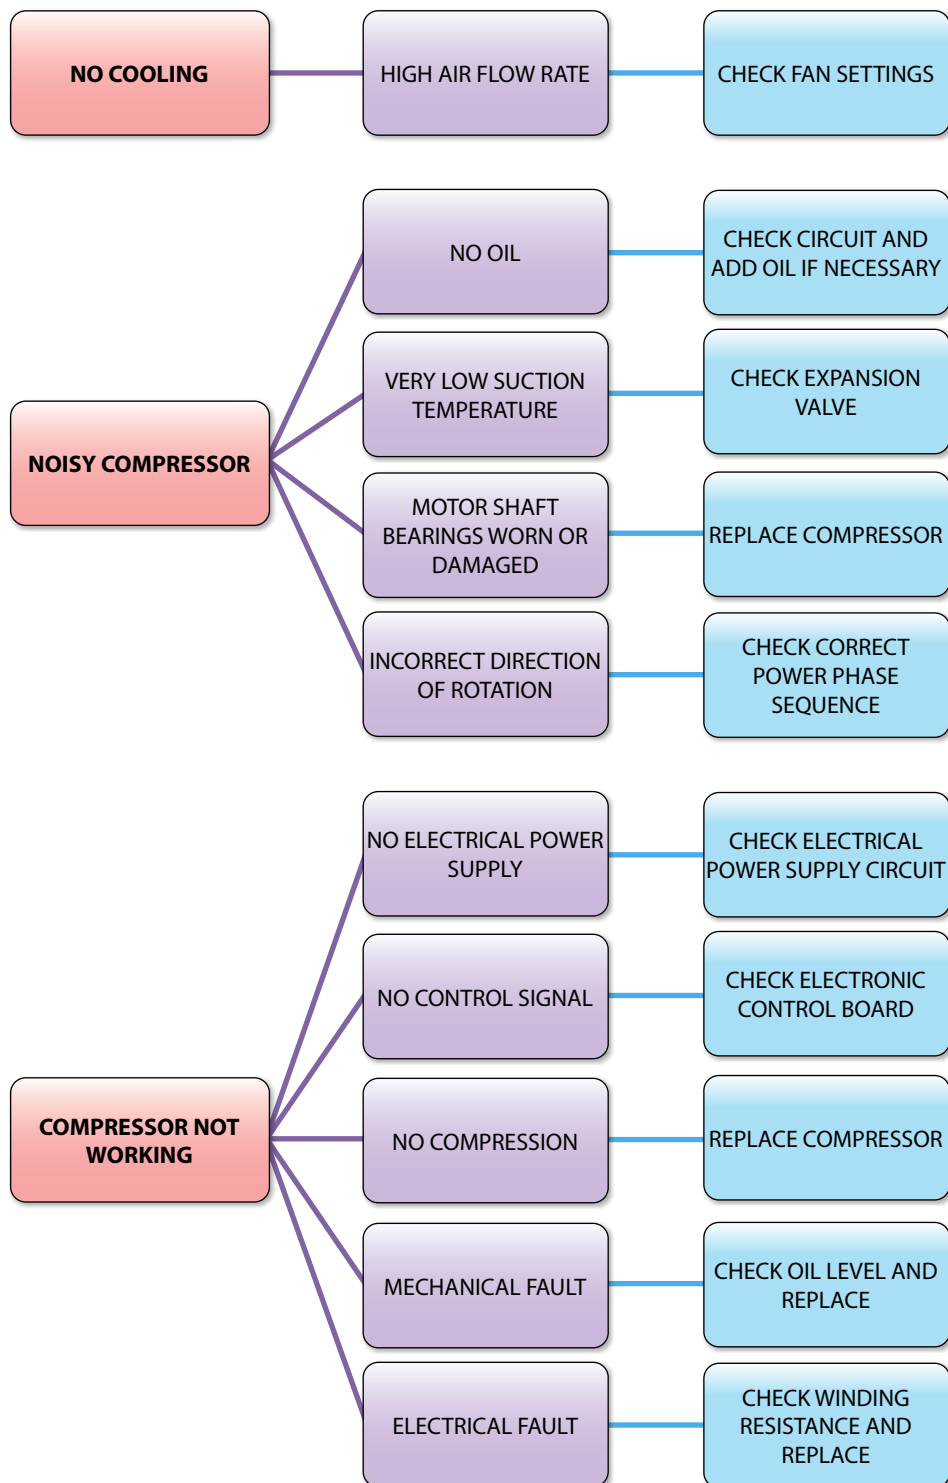 NO COOLING
HIGH AIR FLOW RATE
CHECK FAN SETTINGS
NOISY COMPRESSOR
NO OIL
CHECK CIRCUIT AND
ADD OIL IF NECESSARY
VERY LOW SUCTION
TEMPERATURE
CHECK EXPANSION
VALVE
MOTOR SHAFT
BEARINGS WORN OR
DAMAGED
REPLACE COMPRESSOR
INCORRECT DIRECTION
OF ROTATION
CHECK CORRECT
POWER PHASE
SEQUENCE
COMPRESSOR NOT
WORKING
NO ELECTRICAL POWER
SUPPLY
CHECK ELECTRICAL
POWER SUPPLY CIRCUIT
NO CONTROL SIGNAL
CHECK ELECTRONIC
CONTROL BOARD
NO COMPRESSION
REPLACE COMPRESSOR
MECHANICAL FAULT
CHECK OIL LEVEL AND
REPLACE
ELECTRICAL FAULT
CHECK WINDING
RESISTANCE AND
REPLACE